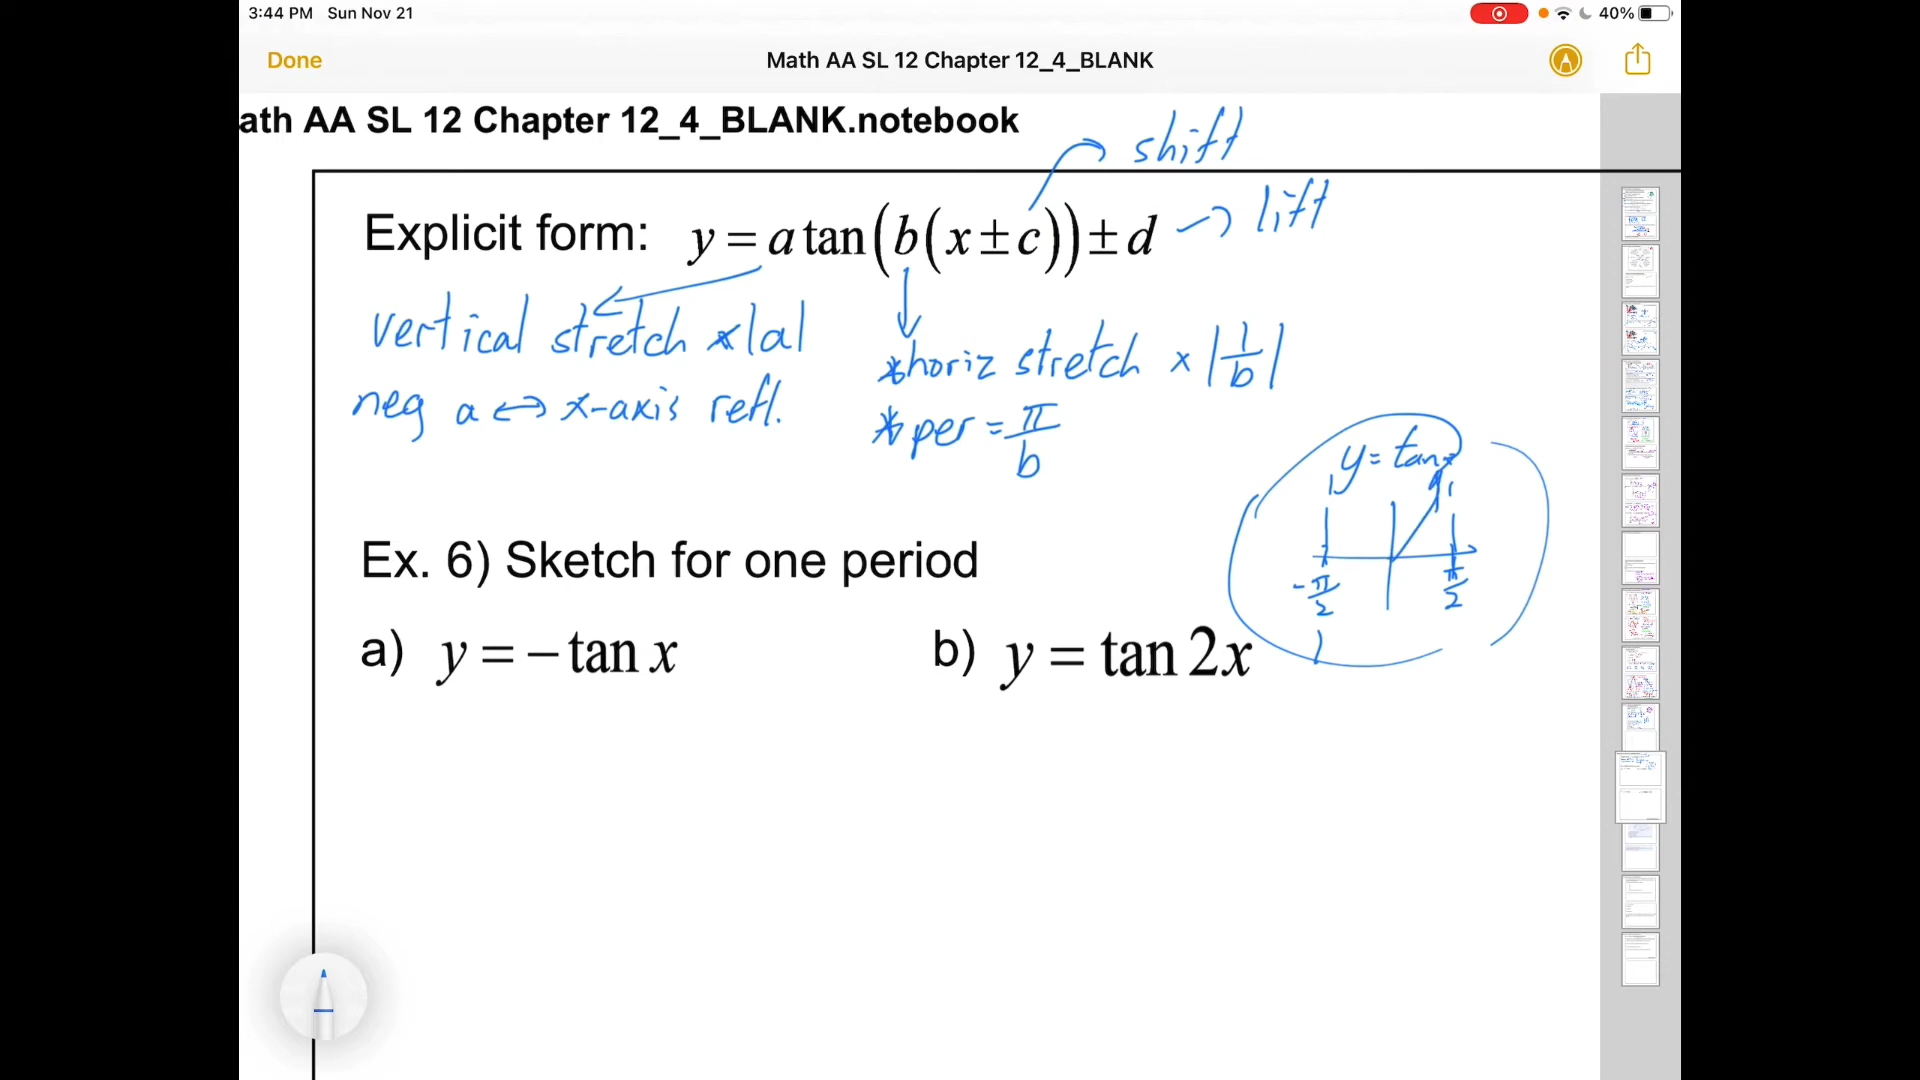 3:44 PM Sun Nov 21
40%
Done
Math AA SL 12 Chapter 12_4_BLANK
ath AA SL 12 Chapter 12_4_BLANK.notebook
shift
Explicit form: y = a tan(b(x ± c)) ± d
lift
vertical stretch x|a|
neg a ↔ x-axis refl.
*horiz stretch x |1/b|
*per = π/b
y = tan x
-π/2
π/2
Ex. 6) Sketch for one period
a) y = – tan x
b) y = tan 2x